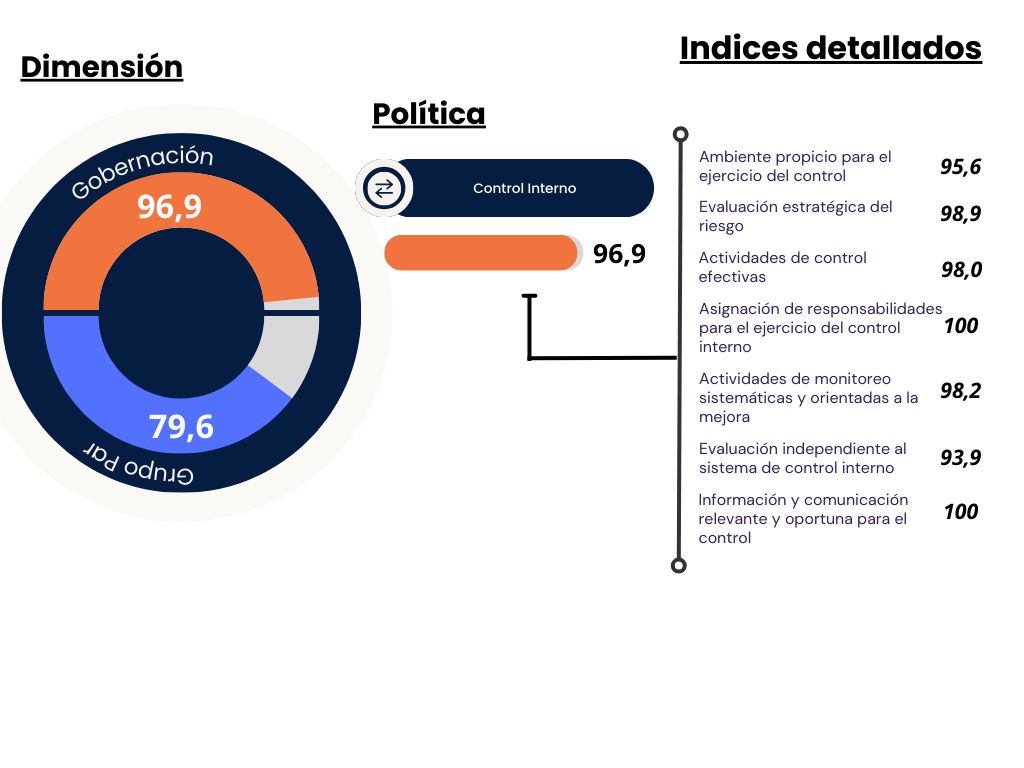 Dimensión
Gobernación
96,9
79,6
Grupo Par
Política
Control Interno
96,9
Indices detallados
Ambiente propicio para el
ejercicio del control
95,6
Evaluación estratégica del
riesgo
98,9
Actividades de control
efectivas
98,0
Asignación de responsabilidades
para el ejercicio del control
interno
100
Actividades de monitoreo
sistemáticas y orientadas a la
mejora
98,2
Evaluación independiente al
sistema de control interno
93,9
Información y comunicación
relevante y oportuna para el
control
100